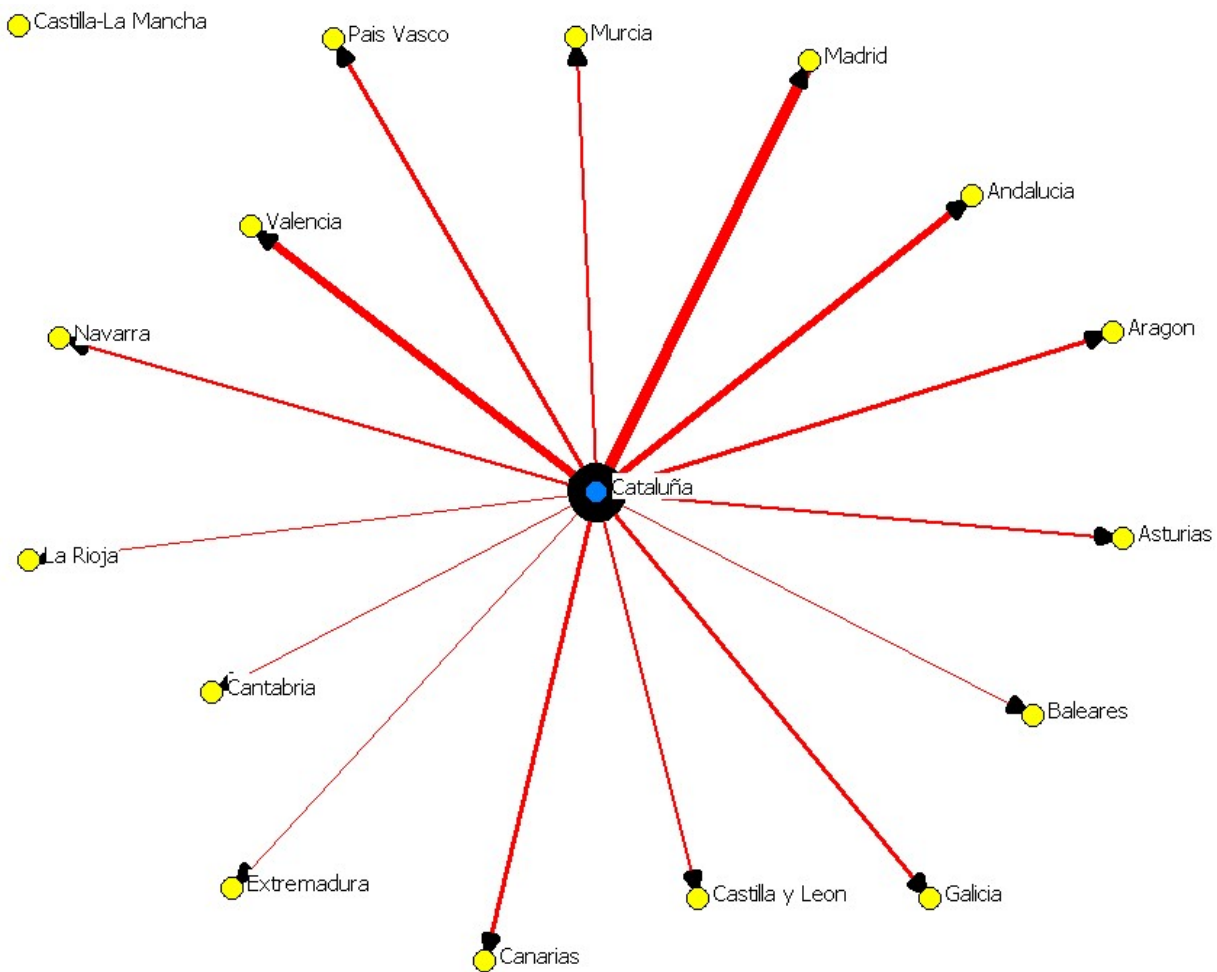 Castilla-La Mancha
Pais Vasco
Murcia
Madrid
Andalucia
Valencia
Navarra
Aragon
Cataluña
Asturias
La Rioja
Cantabria
Baleares
Extremadura
Castilla y Leon
Galicia
Canarias